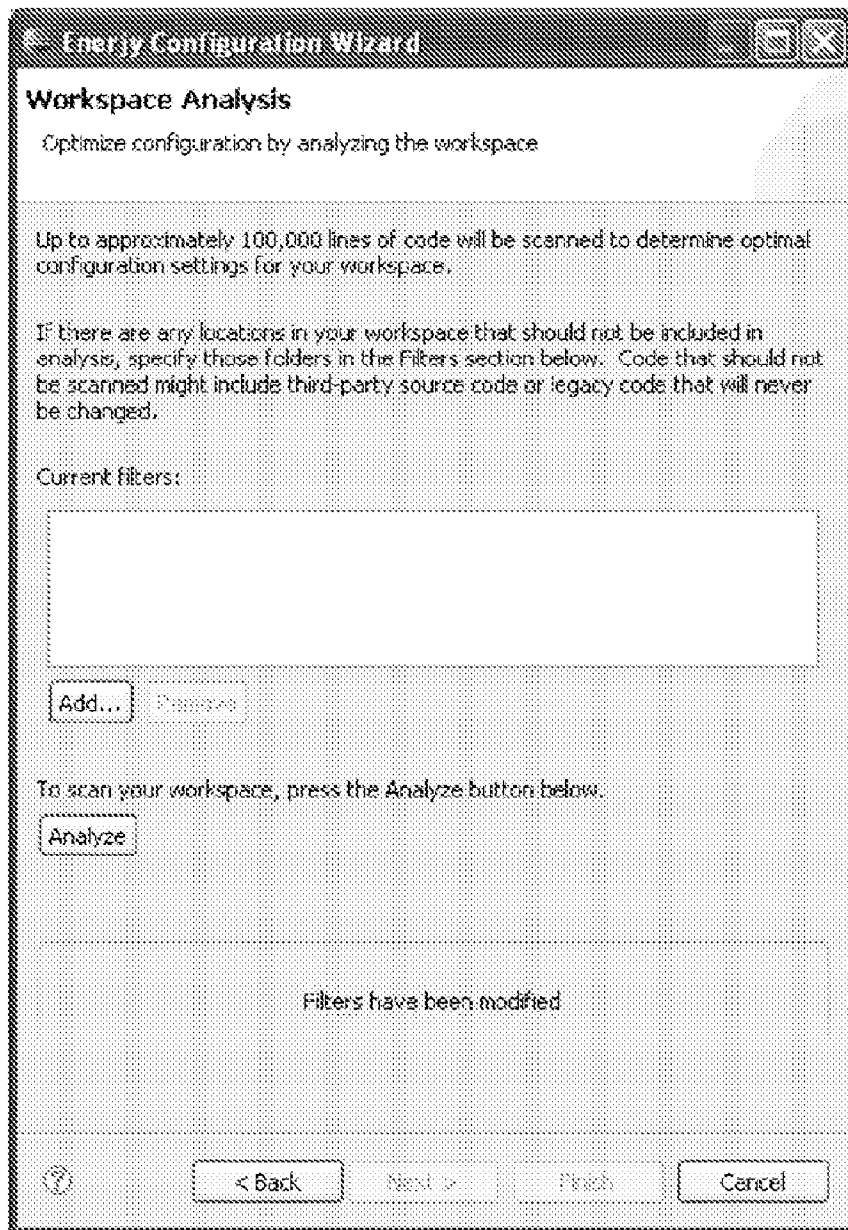 Enerjy Configuration Wizard
Workspace Analysis
Optimize configuration by analyzing the workspace
Up to approximately 100,000 lines of code will be scanned to determine optimal
configuration settings for your workspace.
If there are any locations in your workspace that should not be included in
analysis, specify those folders in the Filters section below. Code that should not
be scanned might include third-party source code or legacy code that will never
be changed.
Current filters:
Add... Remove
To scan your workspace, press the Analyze button below.
Analyze
Filters have been modified
? < Back Next > Finish Cancel